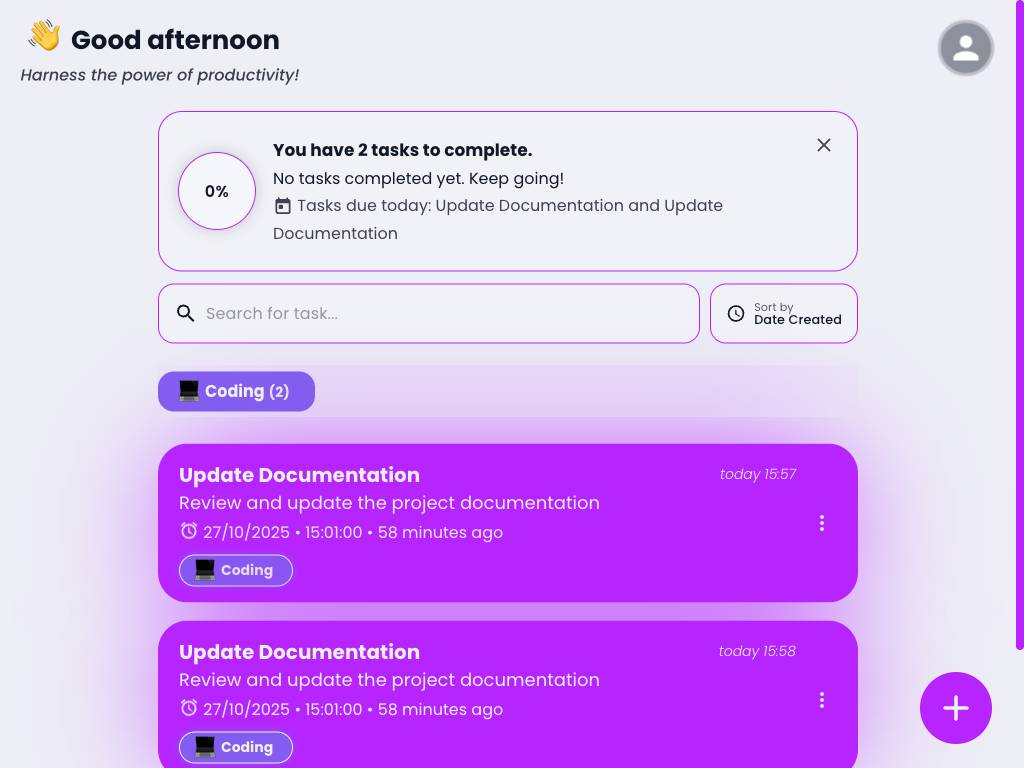 👋 Good afternoon
Harness the power of productivity!
0%
You have 2 tasks to complete.
No tasks completed yet. Keep going!
Tasks due today: Update Documentation and Update
Documentation
Search for task...
Sort by
Date Created
💻 Coding (2)
Update Documentation
today 15:57
Review and update the project documentation
27/10/2025 • 15:01:00 • 58 minutes ago
💻 Coding
Update Documentation
today 15:58
Review and update the project documentation
27/10/2025 • 15:01:00 • 58 minutes ago
💻 Coding